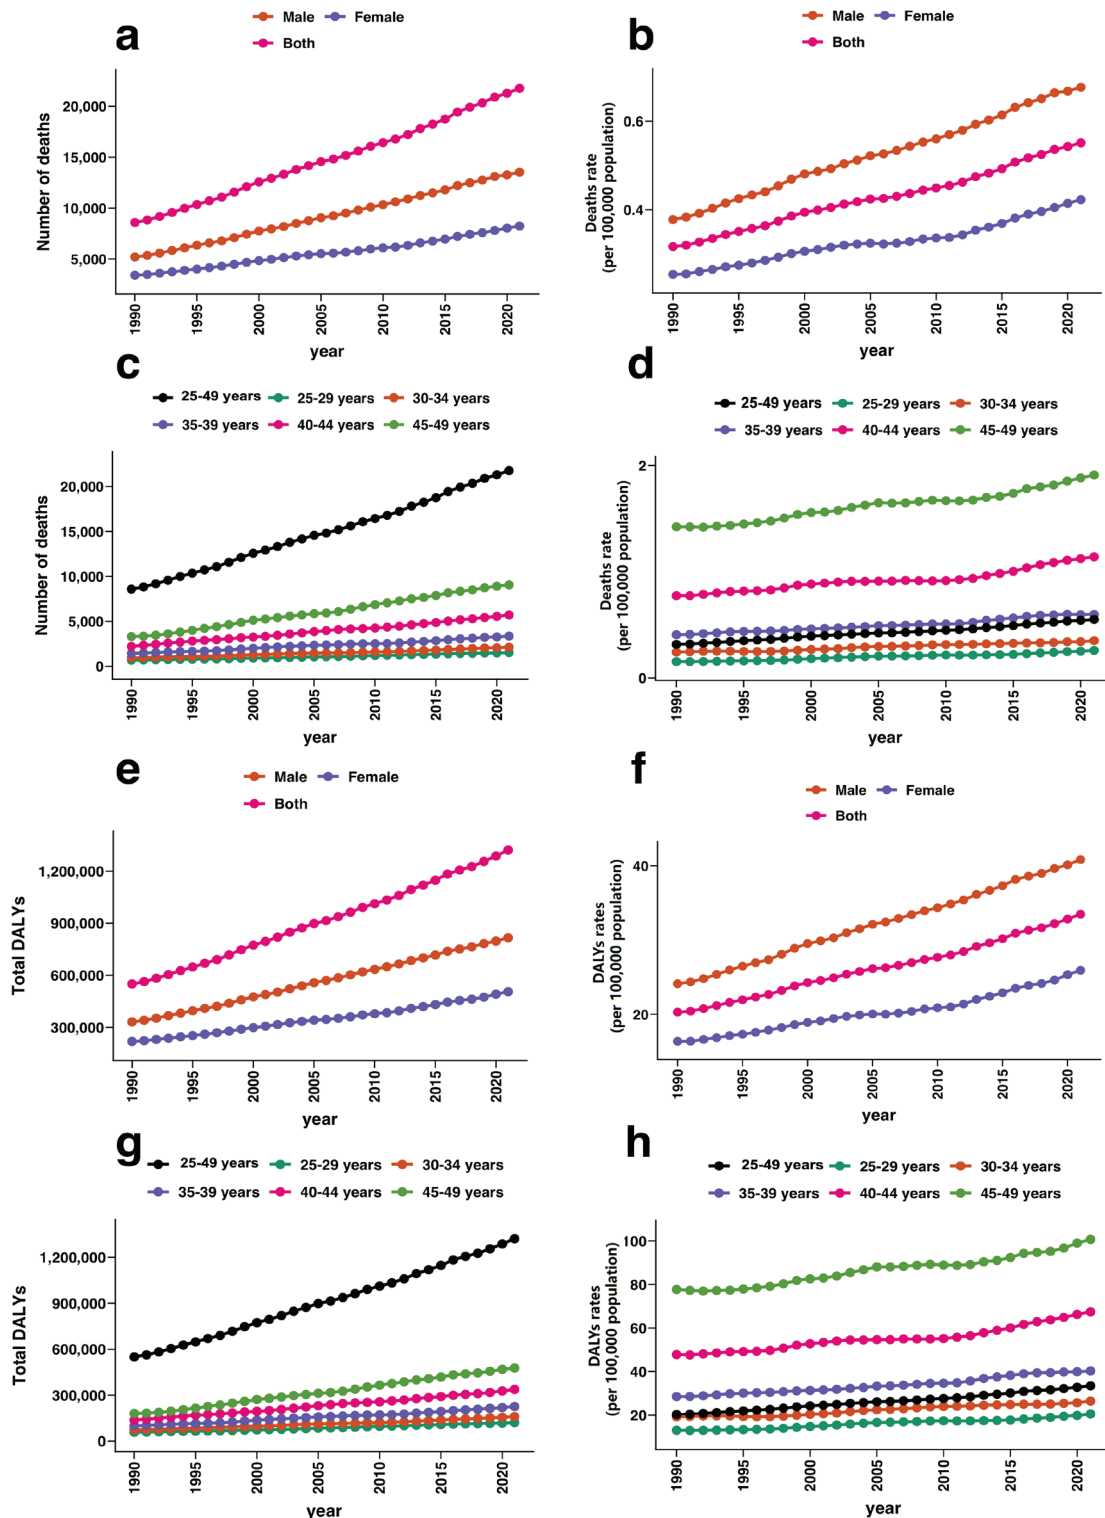 a
Male Female
Both
Number of deaths
20,000
15,000
10,000
5,000
1990 1995 2000 2005 2010 2015 2020
year
b
Male Female
Both
Deaths rate
(per 100,000 population)
0.6
0.4
1990 1995 2000 2005 2010 2015 2020
year
c
25-49 years 25-29 years 30-34 years
35-39 years 40-44 years 45-49 years
Number of deaths
20,000
15,000
10,000
5,000
0
1990 1995 2000 2005 2010 2015 2020
year
d
25-49 years 25-29 years 30-34 years
35-39 years 40-44 years 45-49 years
Deaths rate
(per 100,000 population)
2
0
1990 1995 2000 2005 2010 2015 2020
year
e
Male Female
Both
Total DALYs
1,200,000
900,000
600,000
300,000
1990 1995 2000 2005 2010 2015 2020
year
f
Male Female
Both
DALYs rates
(per 100,000 population)
40
20
1990 1995 2000 2005 2010 2015 2020
year
g
25-49 years 25-29 years 30-34 years
35-39 years 40-44 years 45-49 years
Total DALYs
1,200,000
900,000
600,000
300,000
0
1990 1995 2000 2005 2010 2015 2020
year
h
25-49 years 25-29 years 30-34 years
35-39 years 40-44 years 45-49 years
DALYs rates
(per 100,000 population)
100
80
60
40
20
1990 1995 2000 2005 2010 2015 2020
year